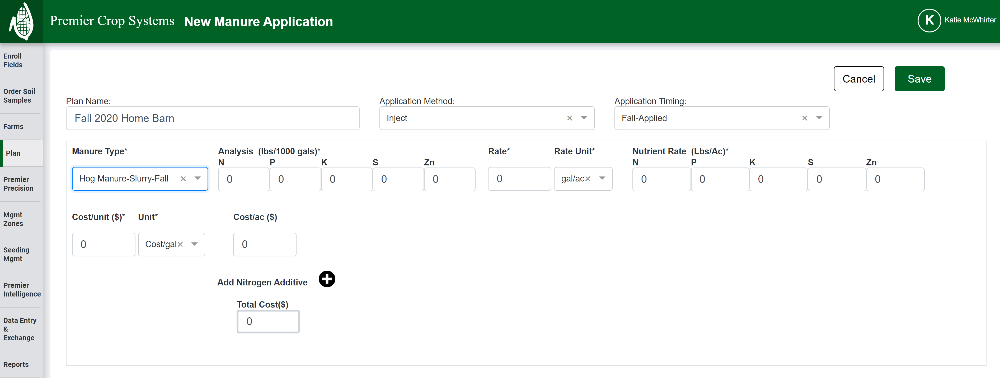 Premier Crop Systems New Manure Application
K Katie McWhirter
Enroll
Fields
Order Soil
Samples
Farms
Plan
Premier
Precision
Mgmt
Zones
Seeding
Mgmt
Premier
Intelligence
Data Entry
&
Exchange
Reports
Cancel Save
Plan Name: Application Method: Application Timing:
Fall 2020 Home Barn Inject × Fall-Applied ×
Manure Type* Analysis (lbs/1000 gals)* Rate* Rate Unit* Nutrient Rate (Lbs/Ac)*
N P K S Zn N P K S Zn
Hog Manure-Slurry-Fall × 0 0 0 0 0 0 gal/ac× 0 0 0 0 0
Cost/unit ($)* Unit* Cost/ac ($)
0 Cost/gal× 0
Add Nitrogen Additive
Total Cost($)
0